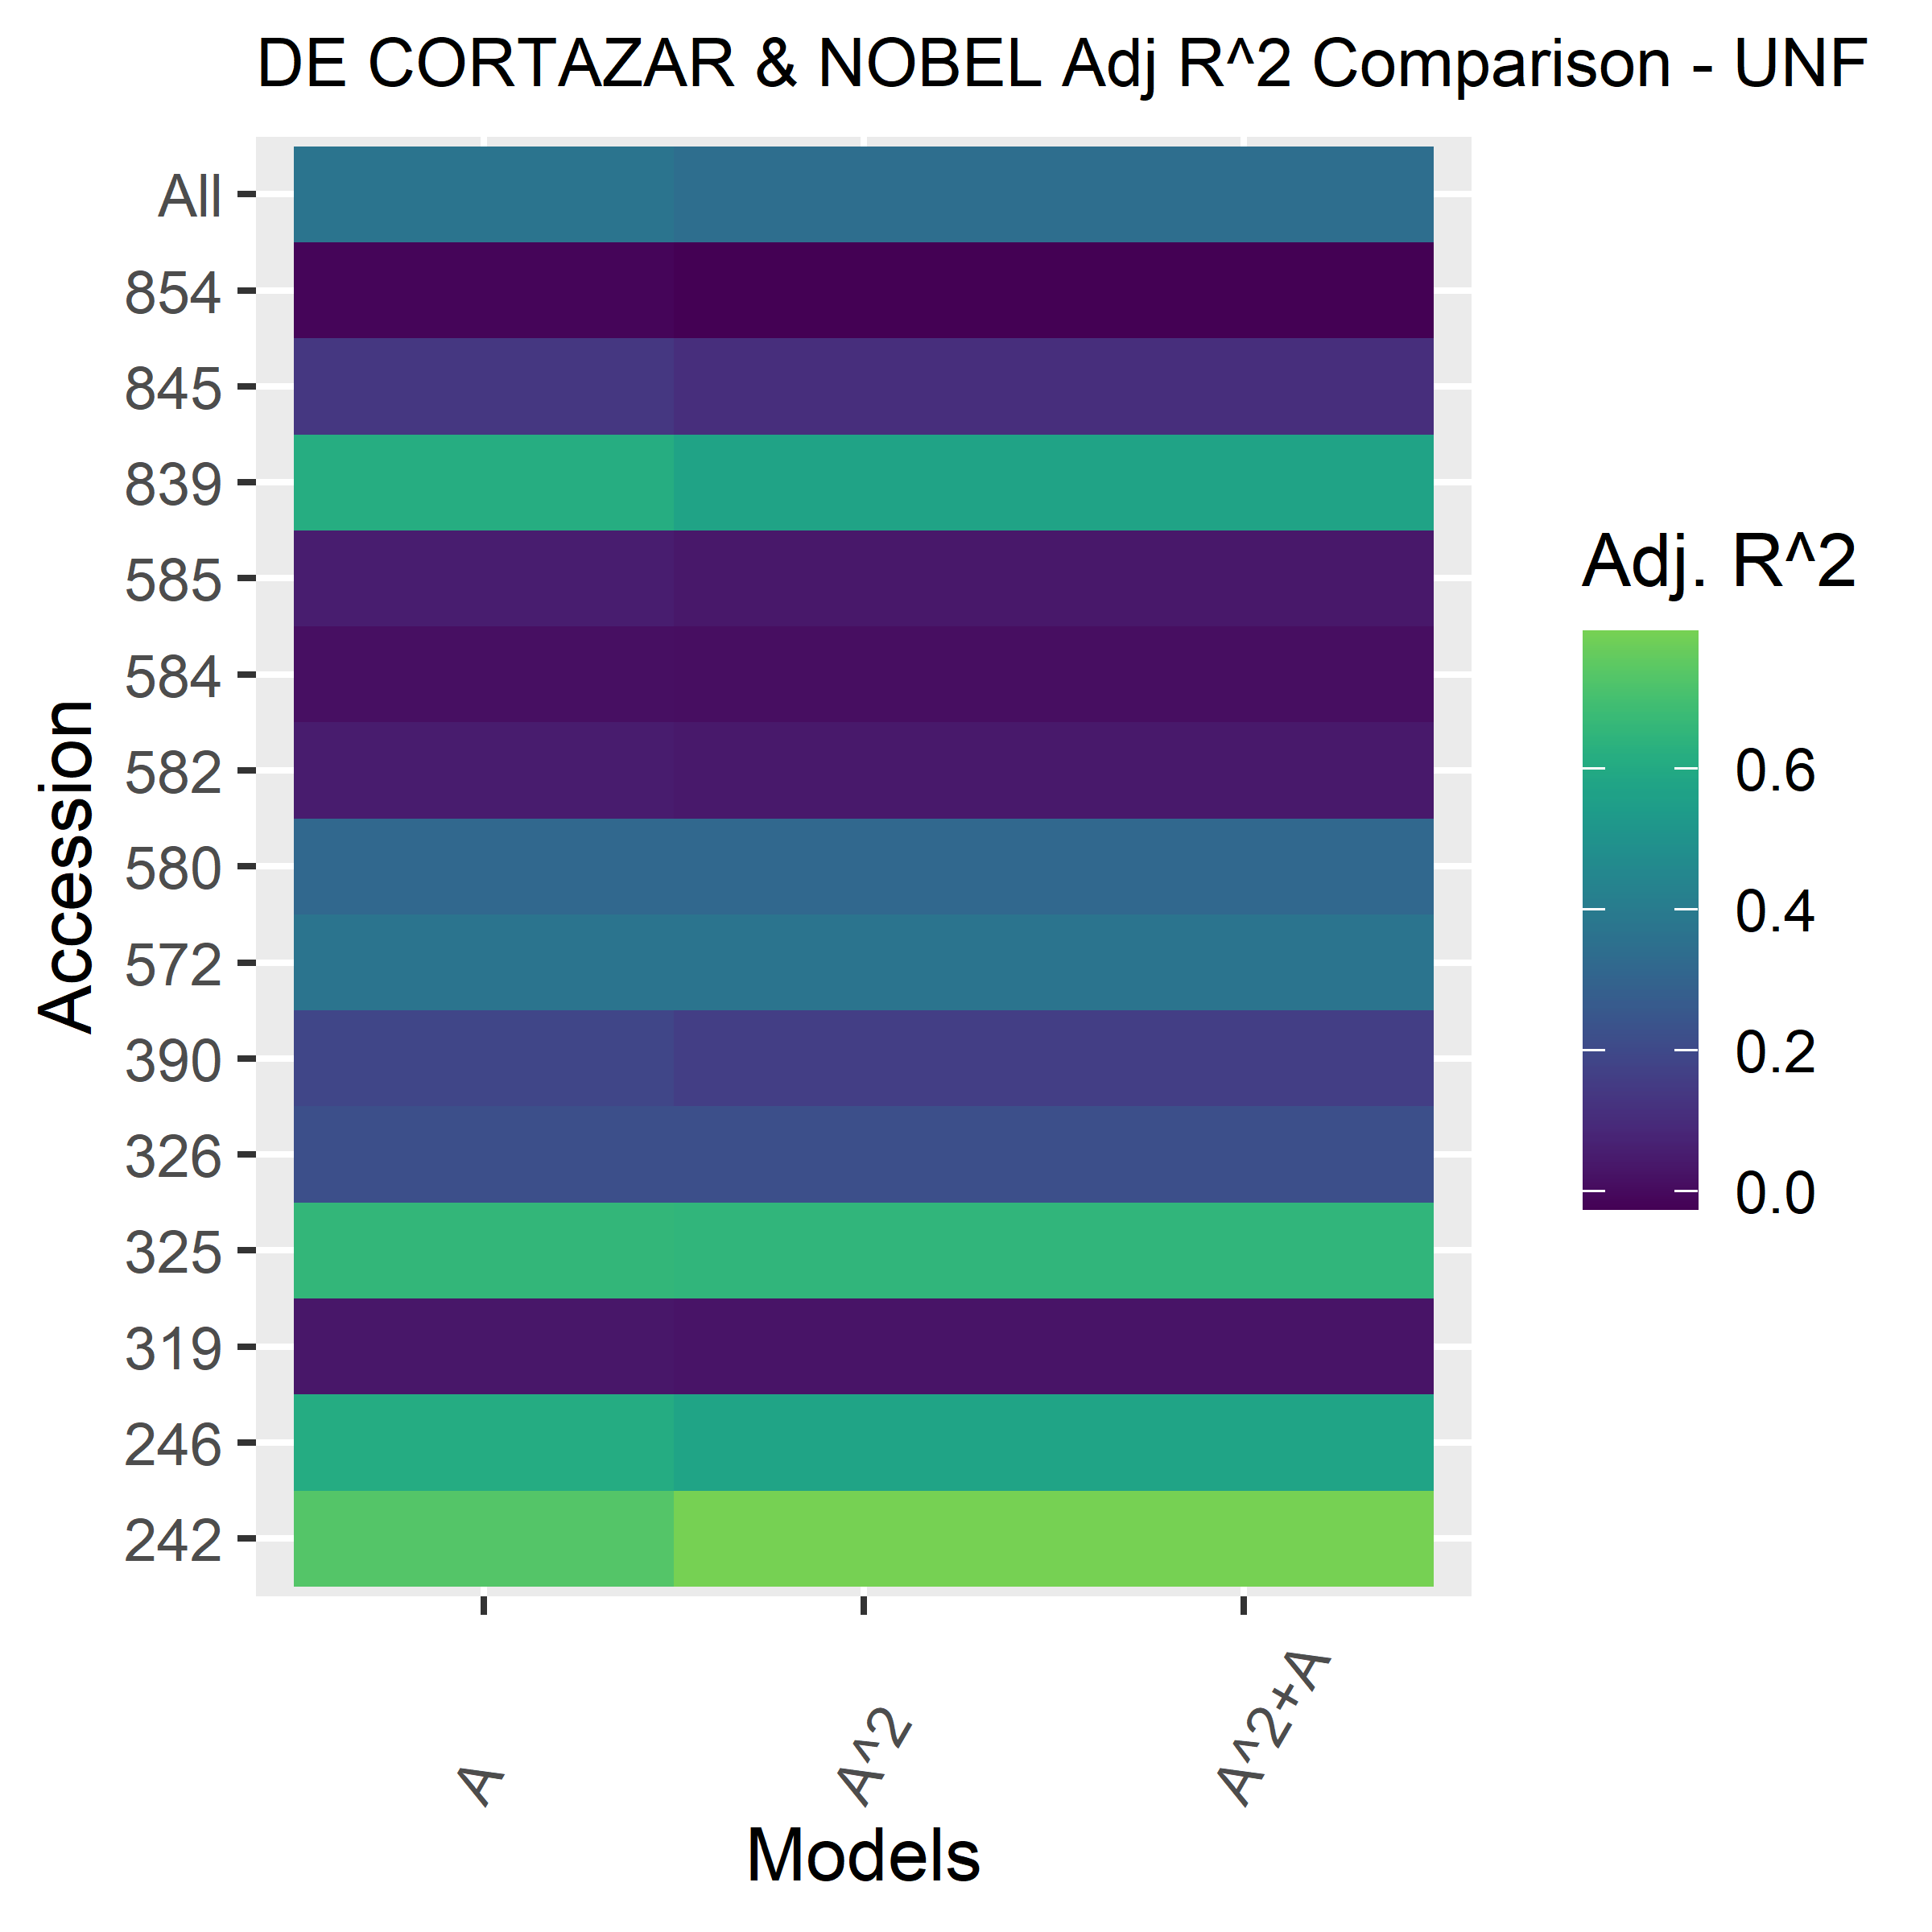 DE CORTAZAR & NOBEL Adj R^2 Comparison - UNF
All
854
845
839
585
584
582
580
572
390
326
325
319
246
242
Accession
A
A^2
A^2+A
Models
Adj. R^2
0.6
0.4
0.2
0.0